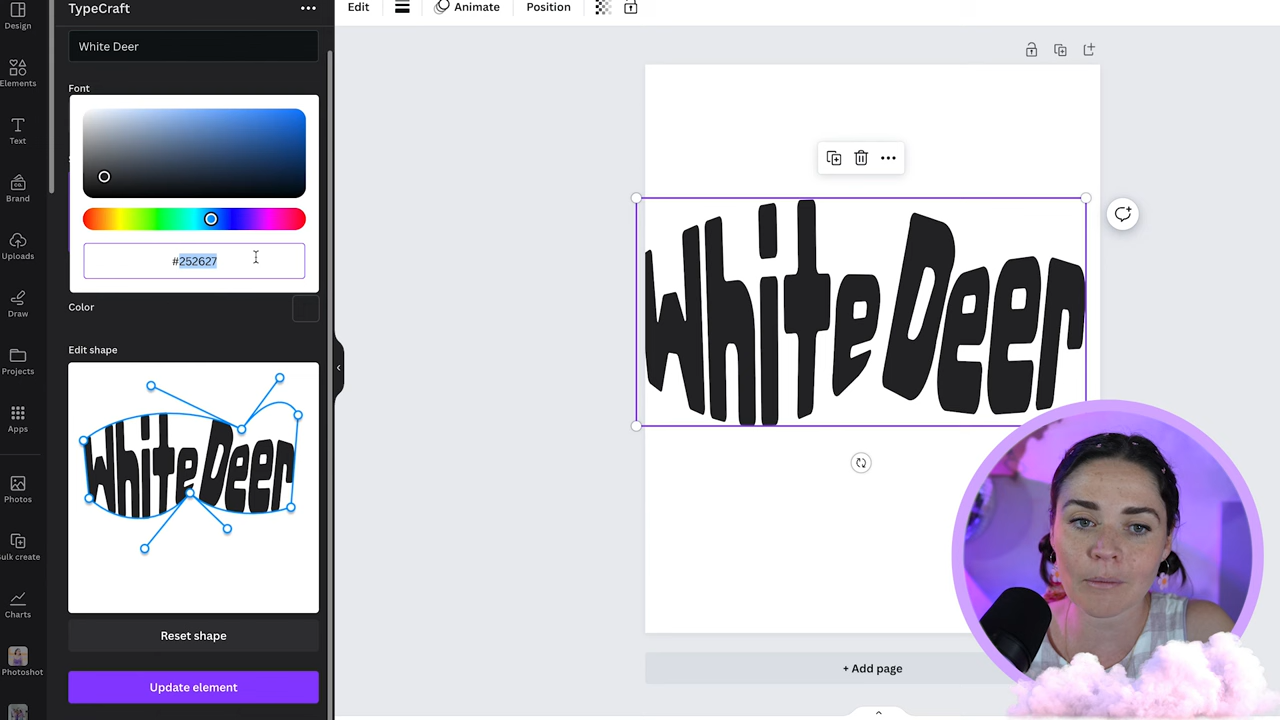 Design
Elements
Text
Brand
Uploads
Draw
Projects
Apps
Photos
Bulk create
Charts
Photoshot
TypeCraft
White Deer
Font
#252627
Color
Edit shape
White Deer
Reset shape
Update element
Edit
Animate
Position
White Deer
+ Add page